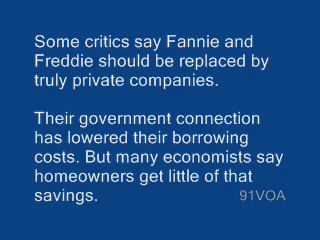 Some critics say Fannie and
Freddie should be replaced by
truly private companies.
Their government connection
has lowered their borrowing
costs. But many economists say
homeowners get little of that
savings.
91VOA